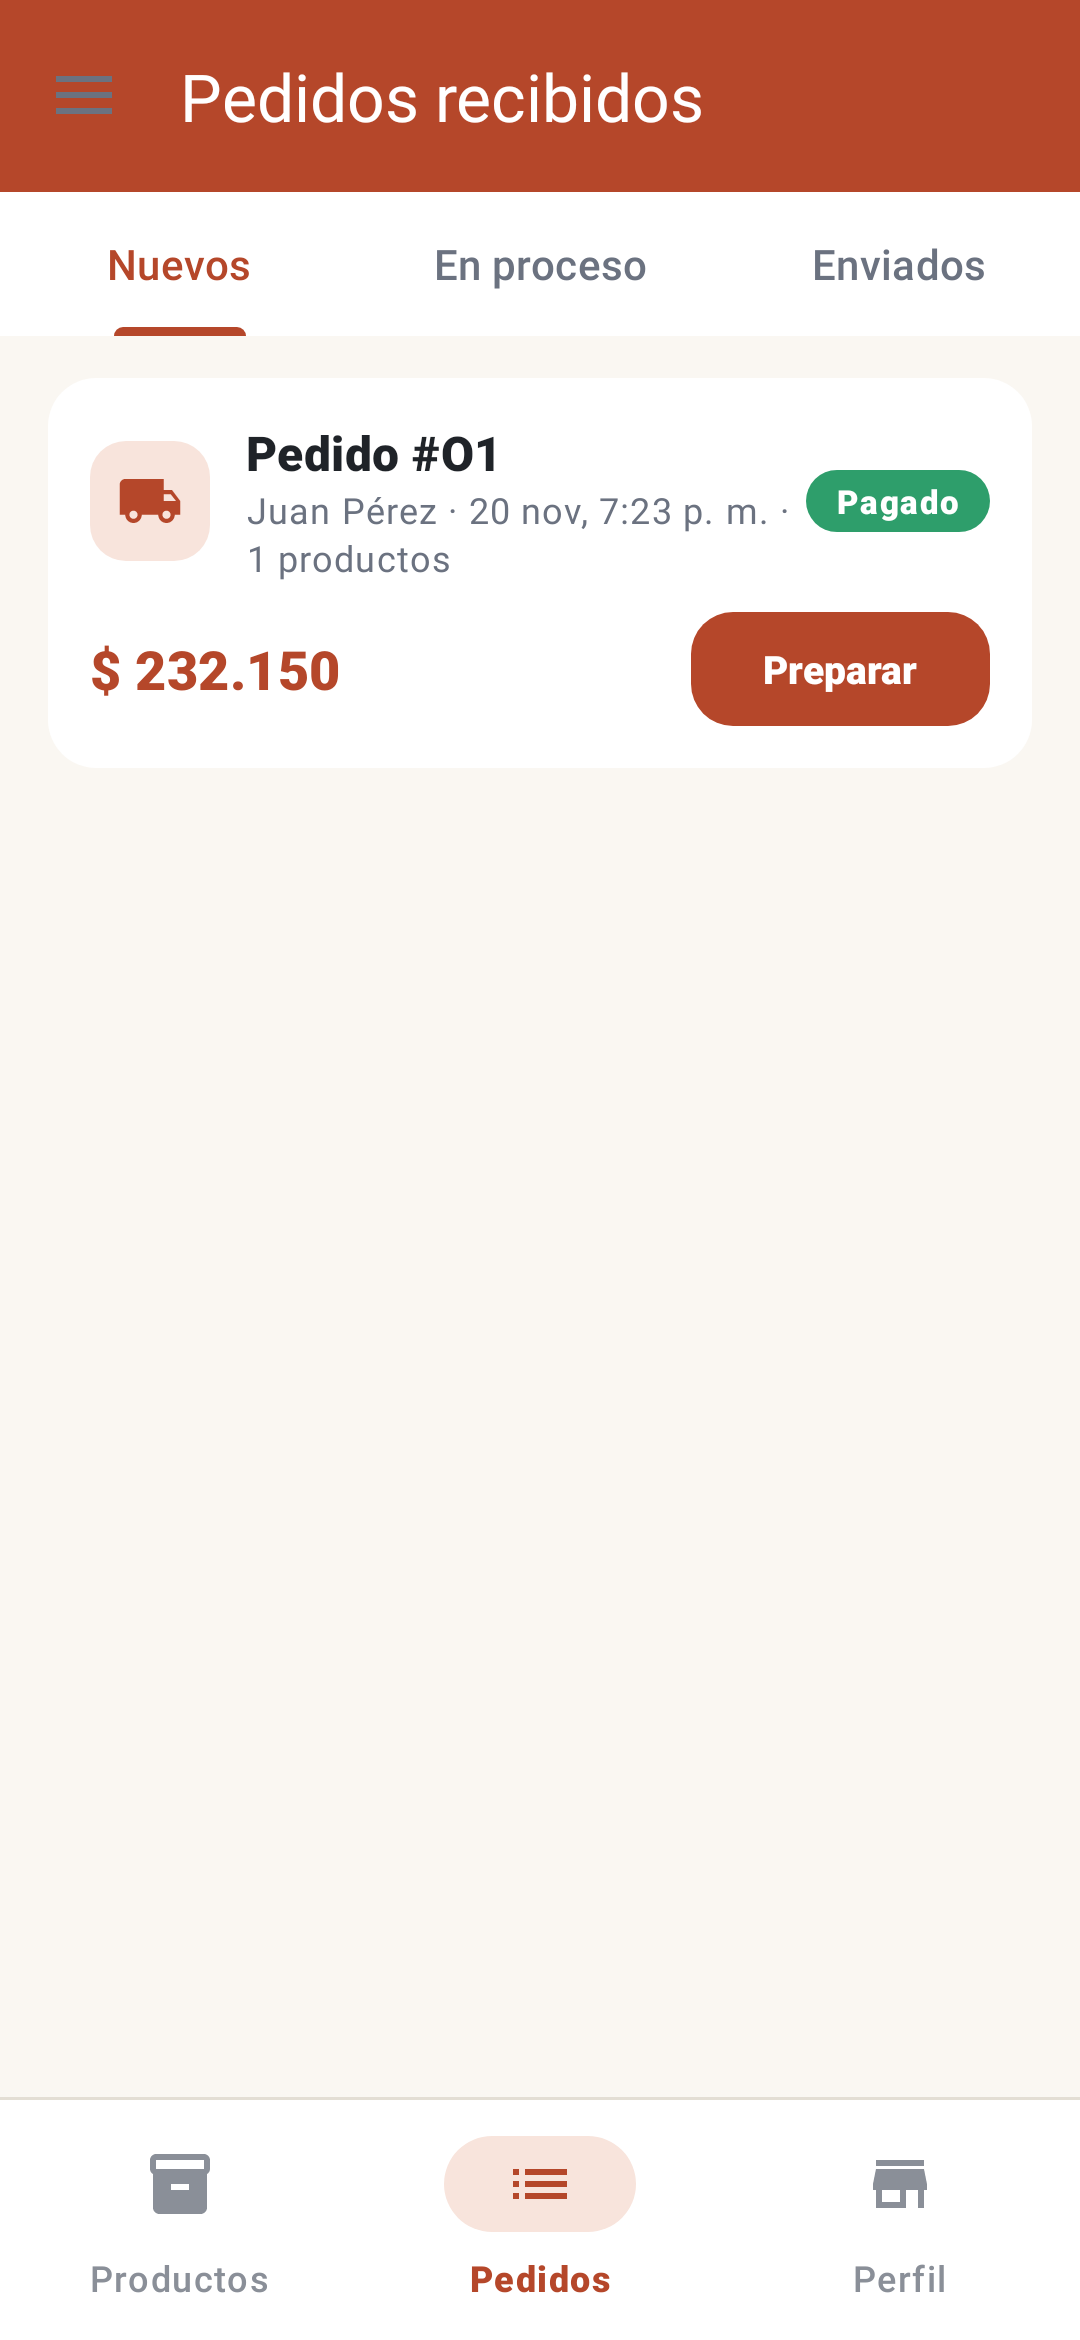 Pedidos recibidos
Nuevos
En proceso
Enviados
Pedido #O1
Juan Pérez · 20 nov, 7:23 p. m. ·
1 productos
Pagado
$ 232.150
Preparar
Productos
Pedidos
Perfil